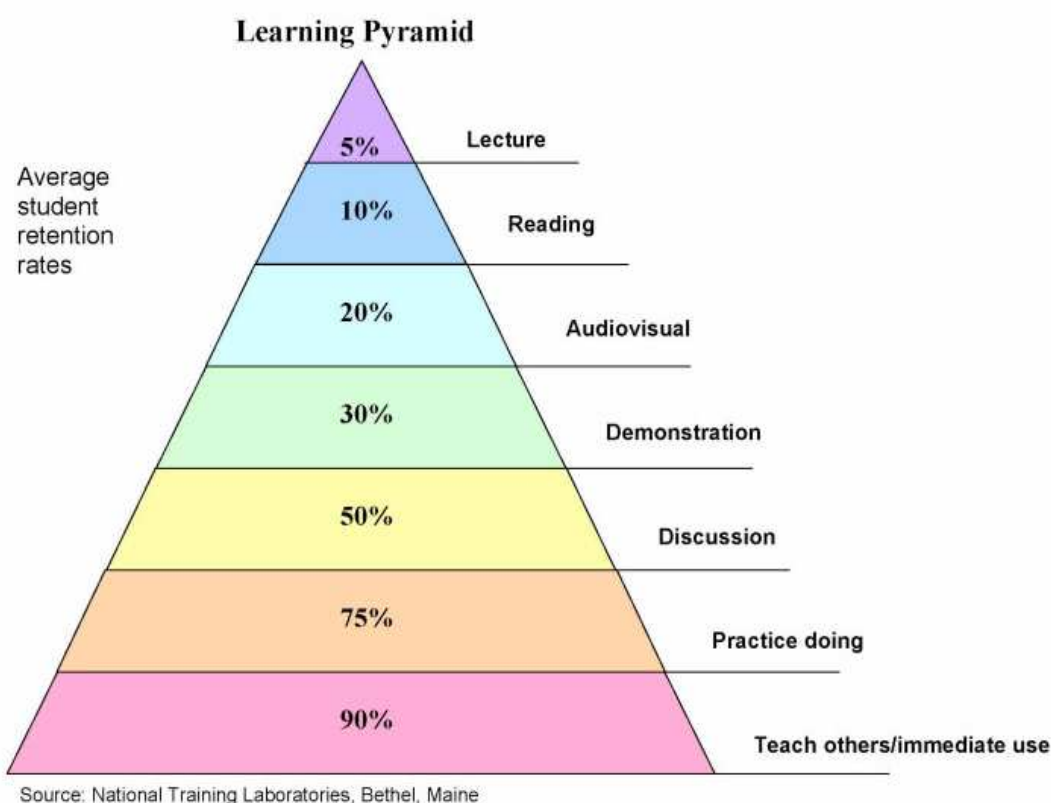 Learning Pyramid
Average
student
retention
rates
5%
Lecture
10%
Reading
20%
Audiovisual
30%
Demonstration
50%
Discussion
75%
Practice doing
90%
Teach others/immediate use
Source: National Training Laboratories, Bethel, Maine